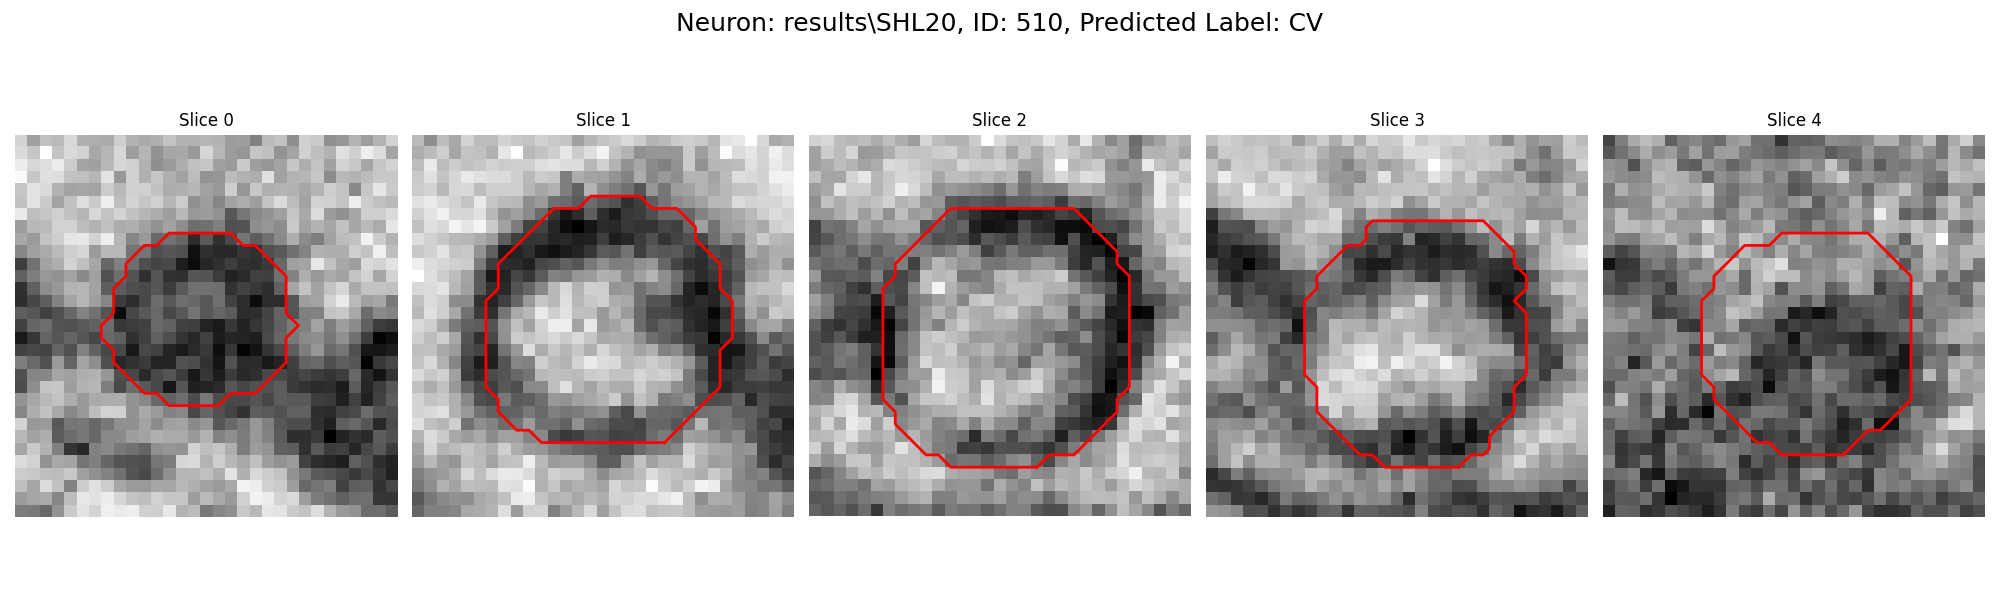 Neuron: results\SHL20, ID: 510, Predicted Label: CV
Slice 0
Slice 1
Slice 2
Slice 3
Slice 4